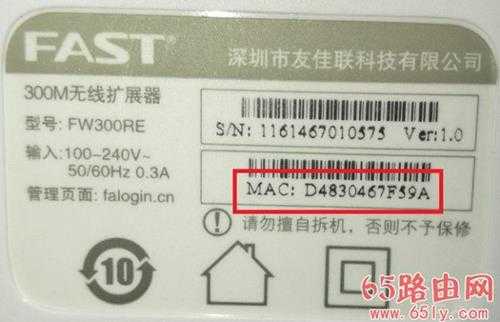 FAST®
深圳市友佳联科技有限公司
300M无线扩展器
型号: FW300RE
输入: 100-240V~
50/60Hz 0.3A
管理页面: falogin.cn
S/N: 1161467010575 Ver:1.0
MAC: D4830467F59A
请勿擅自拆机，否则不予保修
10
65路由网
www.65ly.com